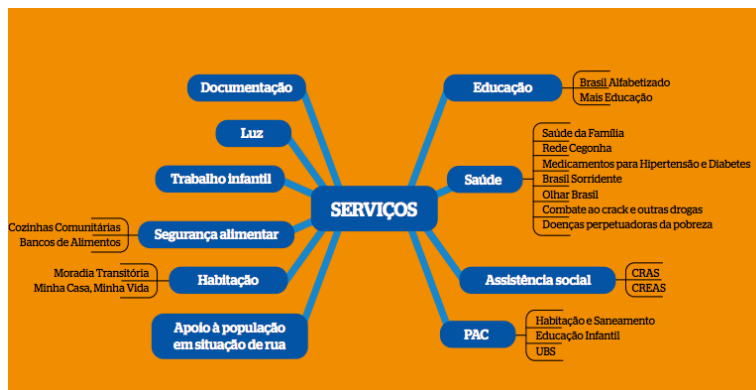 SERVIÇOS
Documentação
Luz
Trabalho infantil
Segurança alimentar
Cozinhas Comunitárias
Bancos de Alimentos
Habitação
Moradia Transitória
Minha Casa, Minha Vida
Apoio à população
em situação de rua
Educação
Brasil Alfabetizado
Mais Educação
Saúde
Saúde da Família
Rede Cegonha
Medicamentos para Hipertensão e Diabetes
Brasil Sorridente
Olhar Brasil
Combate ao crack e outras drogas
Doenças perpetuadoras da pobreza
Assistência social
CRAS
CREAS
PAC
Habitação e Saneamento
Educação Infantil
UBS